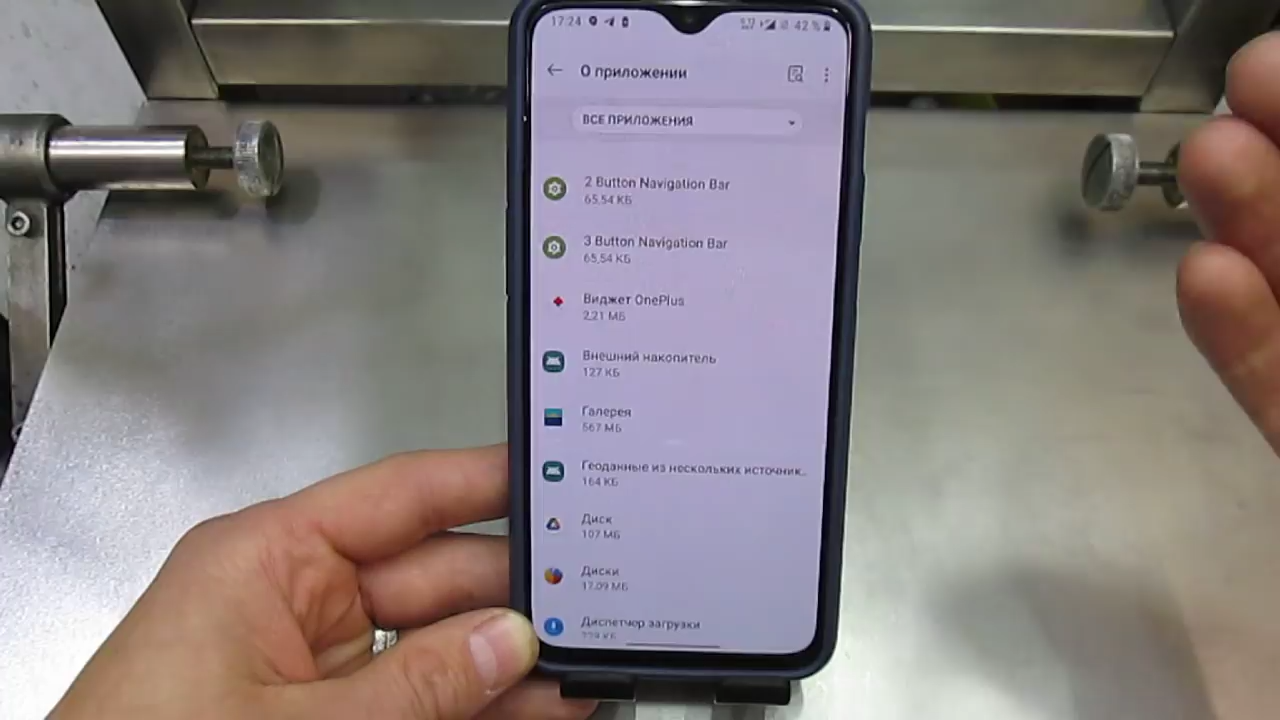 17:24
42 %
О приложении
ВСЕ ПРИЛОЖЕНИЯ
2 Button Navigation Bar
65,54 КБ
3 Button Navigation Bar
65,54 КБ
Виджет OnePlus
2,21 МБ
Внешний накопитель
127 КБ
Галерея
567 МБ
Геоданные из нескольких источник...
164 КБ
Диск
107 МБ
Диски
17,09 МБ
Диспетчер загрузки